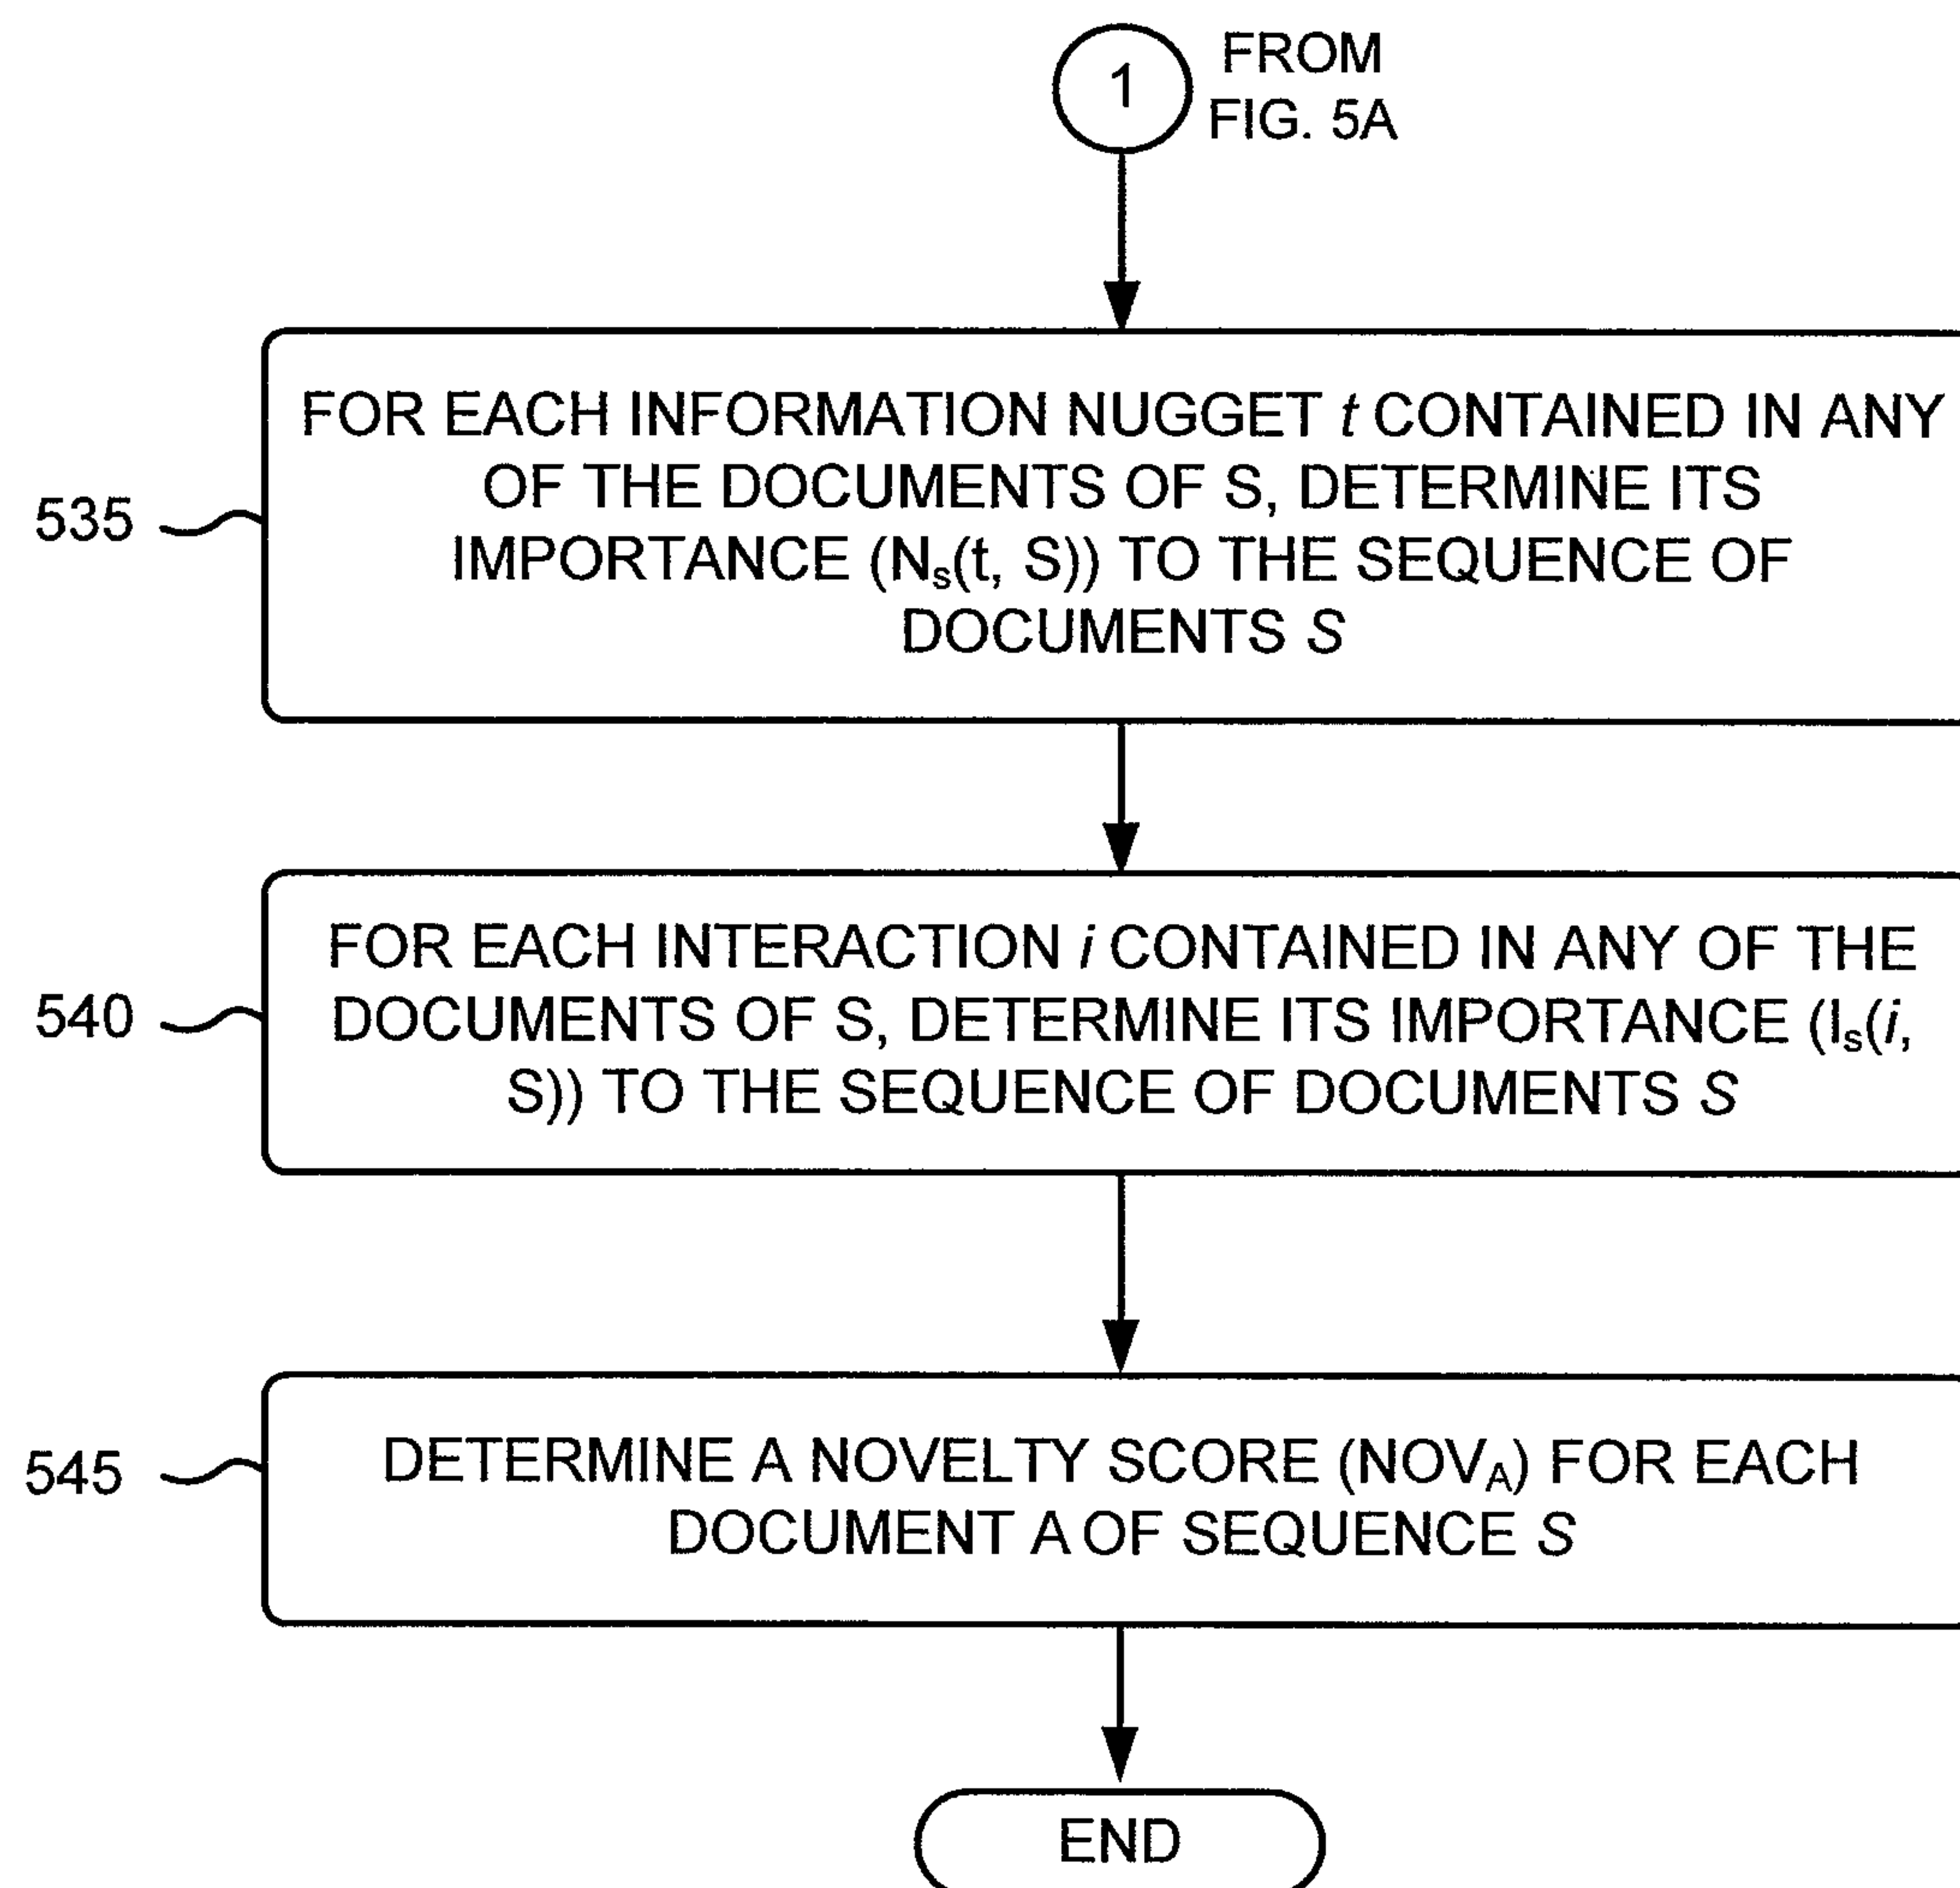 1
FROM
FIG. 5A
FOR EACH INFORMATION NUGGET t CONTAINED IN ANY
OF THE DOCUMENTS OF S, DETERMINE ITS
IMPORTANCE (Ns(t, S)) TO THE SEQUENCE OF
DOCUMENTS S
535
FOR EACH INTERACTION i CONTAINED IN ANY OF THE
DOCUMENTS OF S, DETERMINE ITS IMPORTANCE (Is(i,
S)) TO THE SEQUENCE OF DOCUMENTS S
540
DETERMINE A NOVELTY SCORE (NOVA) FOR EACH
DOCUMENT A OF SEQUENCE S
545
END